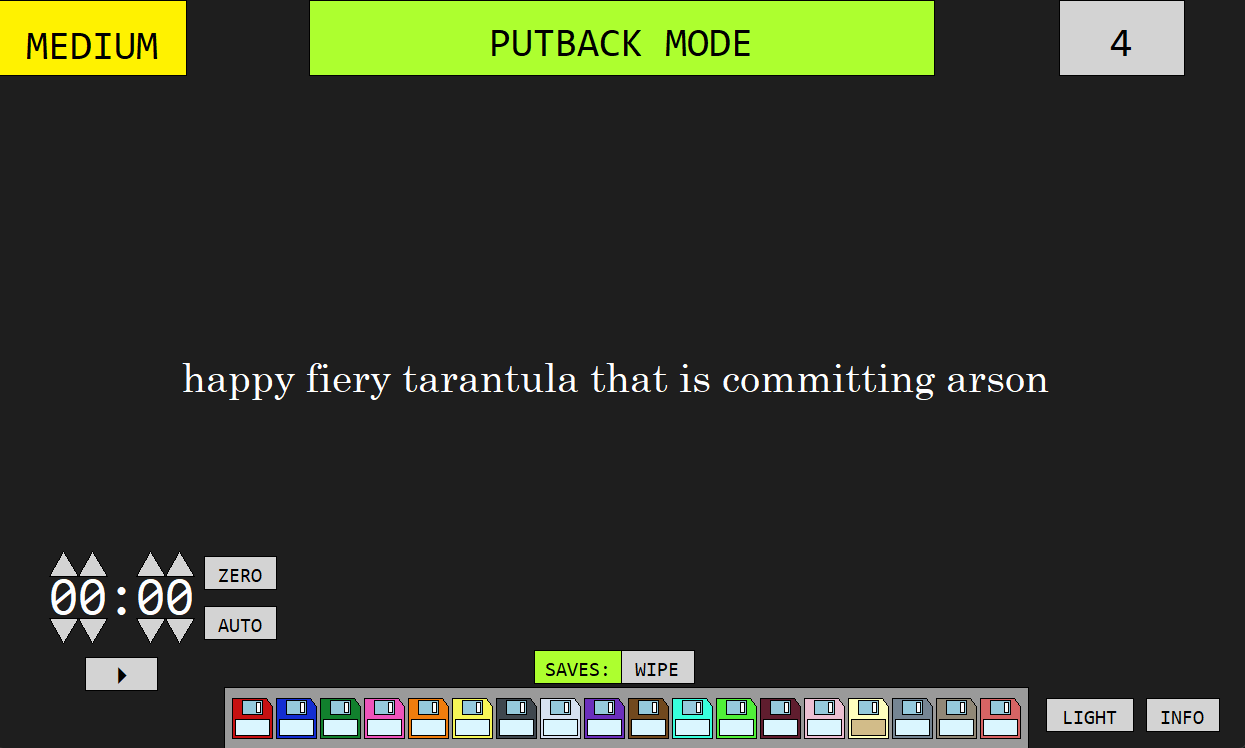 MEDIUM
PUTBACK MODE
4
happy fiery tarantula that is committing arson
00:00
ZERO
AUTO
SAVES:
WIPE
LIGHT
INFO